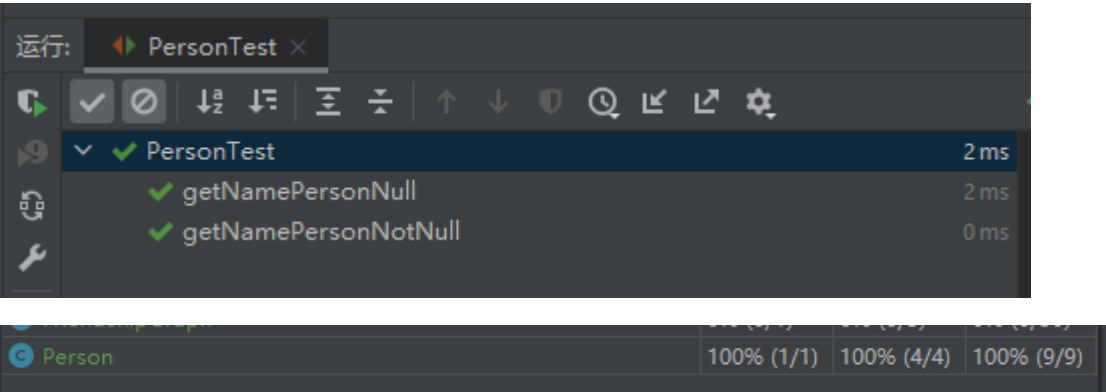 运行: PersonTest
PersonTest 2 ms
getNamePersonNull 2 ms
getNamePersonNotNull 0 ms
Person 100% (1/1) 100% (4/4) 100% (9/9)